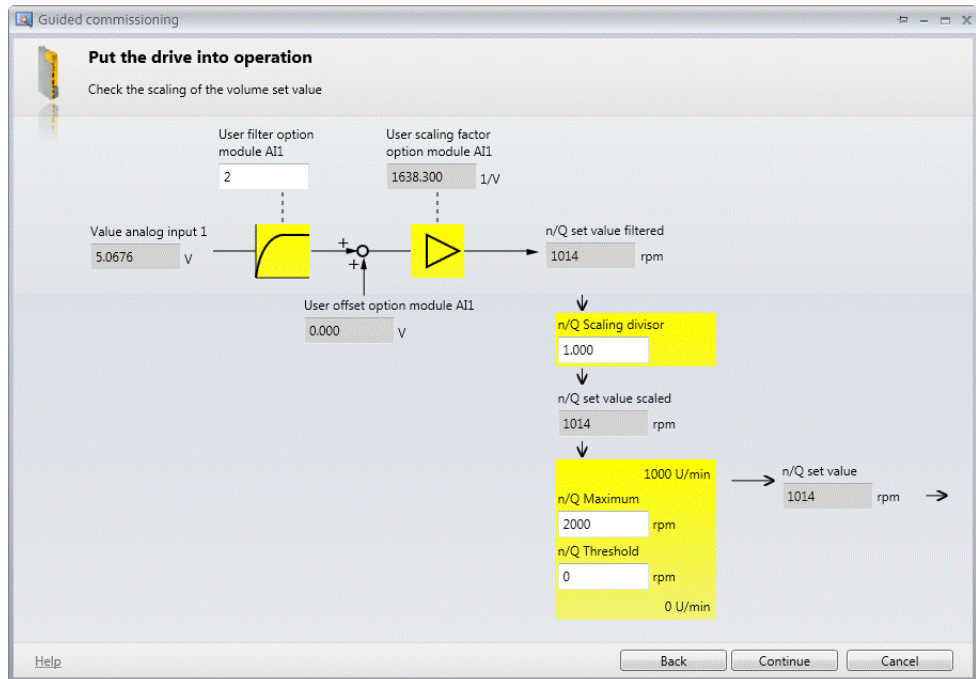 Guided commissioning
Put the drive into operation
Check the scaling of the volume set value
User filter option
module AI1
2
User scaling factor
option module AI1
1638.300 1/V
Value analog input 1
5.0676 V
+
+
n/Q set value filtered
1014 rpm
User offset option module AI1
0.000 V
n/Q Scaling divisor
1.000
n/Q set value scaled
1014 rpm
1000 U/min
n/Q Maximum
2000 rpm
n/Q Threshold
0 rpm
0 U/min
n/Q set value
1014 rpm
Help
Back
Continue
Cancel